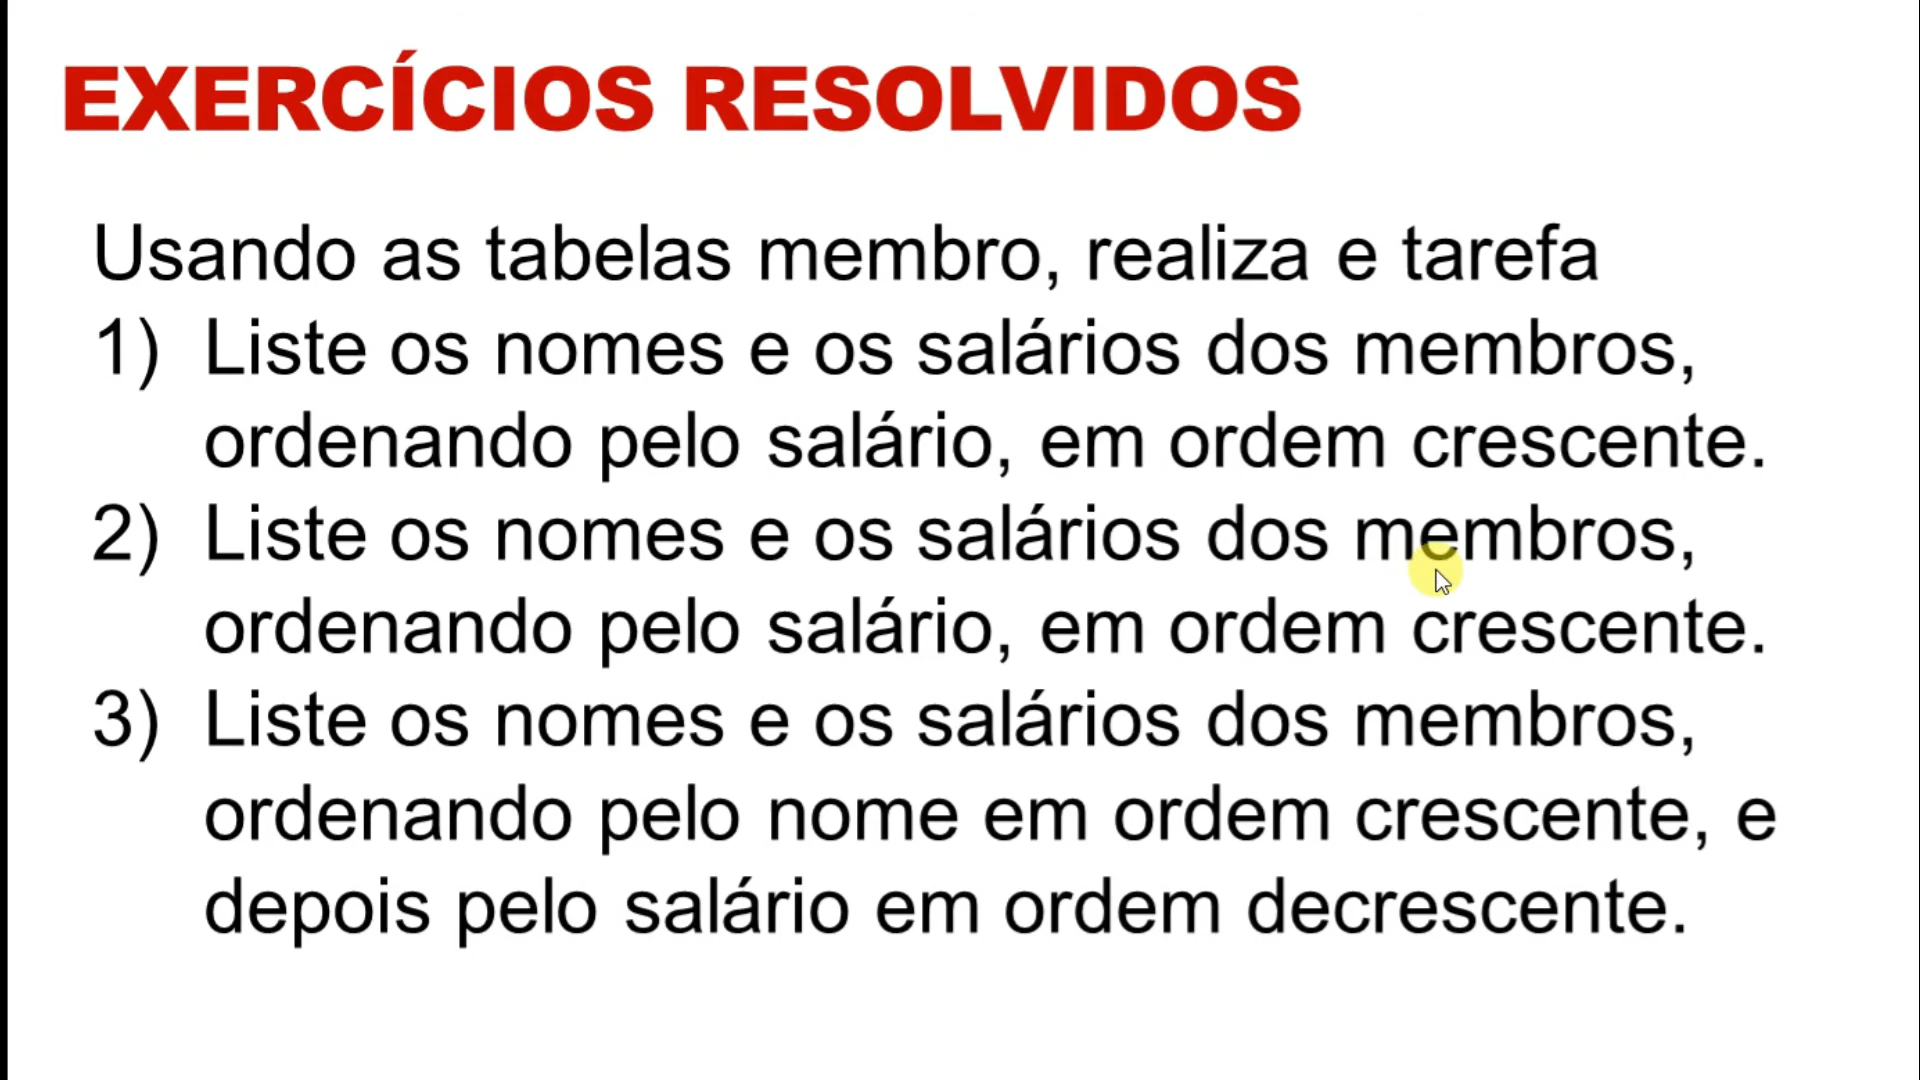 EXERCÍCIOS RESOLVIDOS
Usando as tabelas membro, realiza e tarefa
1) Liste os nomes e os salários dos membros,
ordenando pelo salário, em ordem crescente.
2) Liste os nomes e os salários dos membros,
ordenando pelo salário, em ordem crescente.
3) Liste os nomes e os salários dos membros,
ordenando pelo nome em ordem crescente, e
depois pelo salário em ordem decrescente.